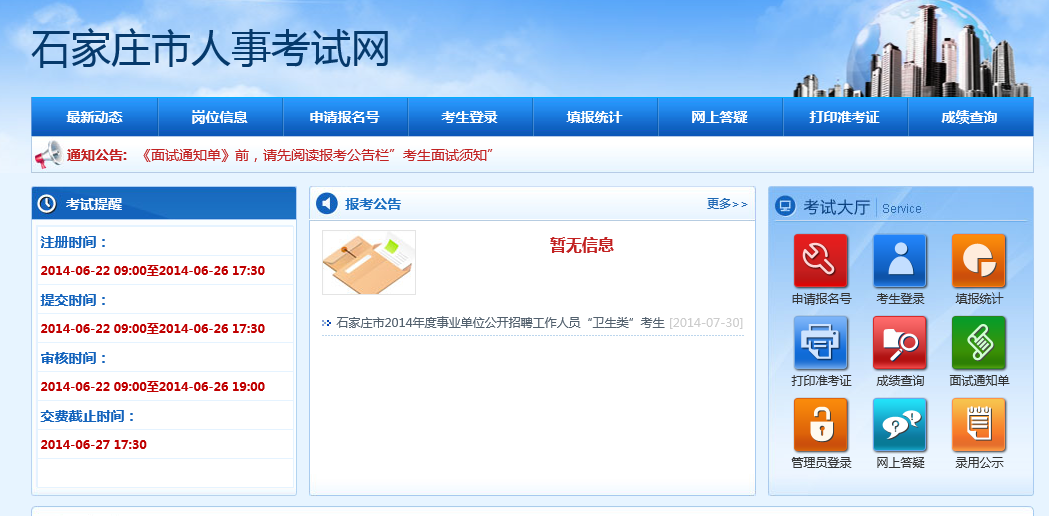 石家庄市人事考试网
最新动态 岗位信息 申请报名号 考生登录 填报统计 网上答疑 打印准考证 成绩查询
通知公告: 《面试通知单》前，请先阅读报考公告栏”考生面试须知”
考试提醒
注册时间：
2014-06-22 09:00至2014-06-26 17:30
提交时间：
2014-06-22 09:00至2014-06-26 17:30
审核时间：
2014-06-22 09:00至2014-06-26 19:00
交费截止时间：
2014-06-27 17:30
报考公告 更多>>
暂无信息
石家庄市2014年度事业单位公开招聘工作人员“卫生类”考生 [2014-07-30]
考试大厅 Service
申请报名号 考生登录 填报统计
打印准考证 成绩查询 面试通知单
管理员登录 网上答疑 录用公示